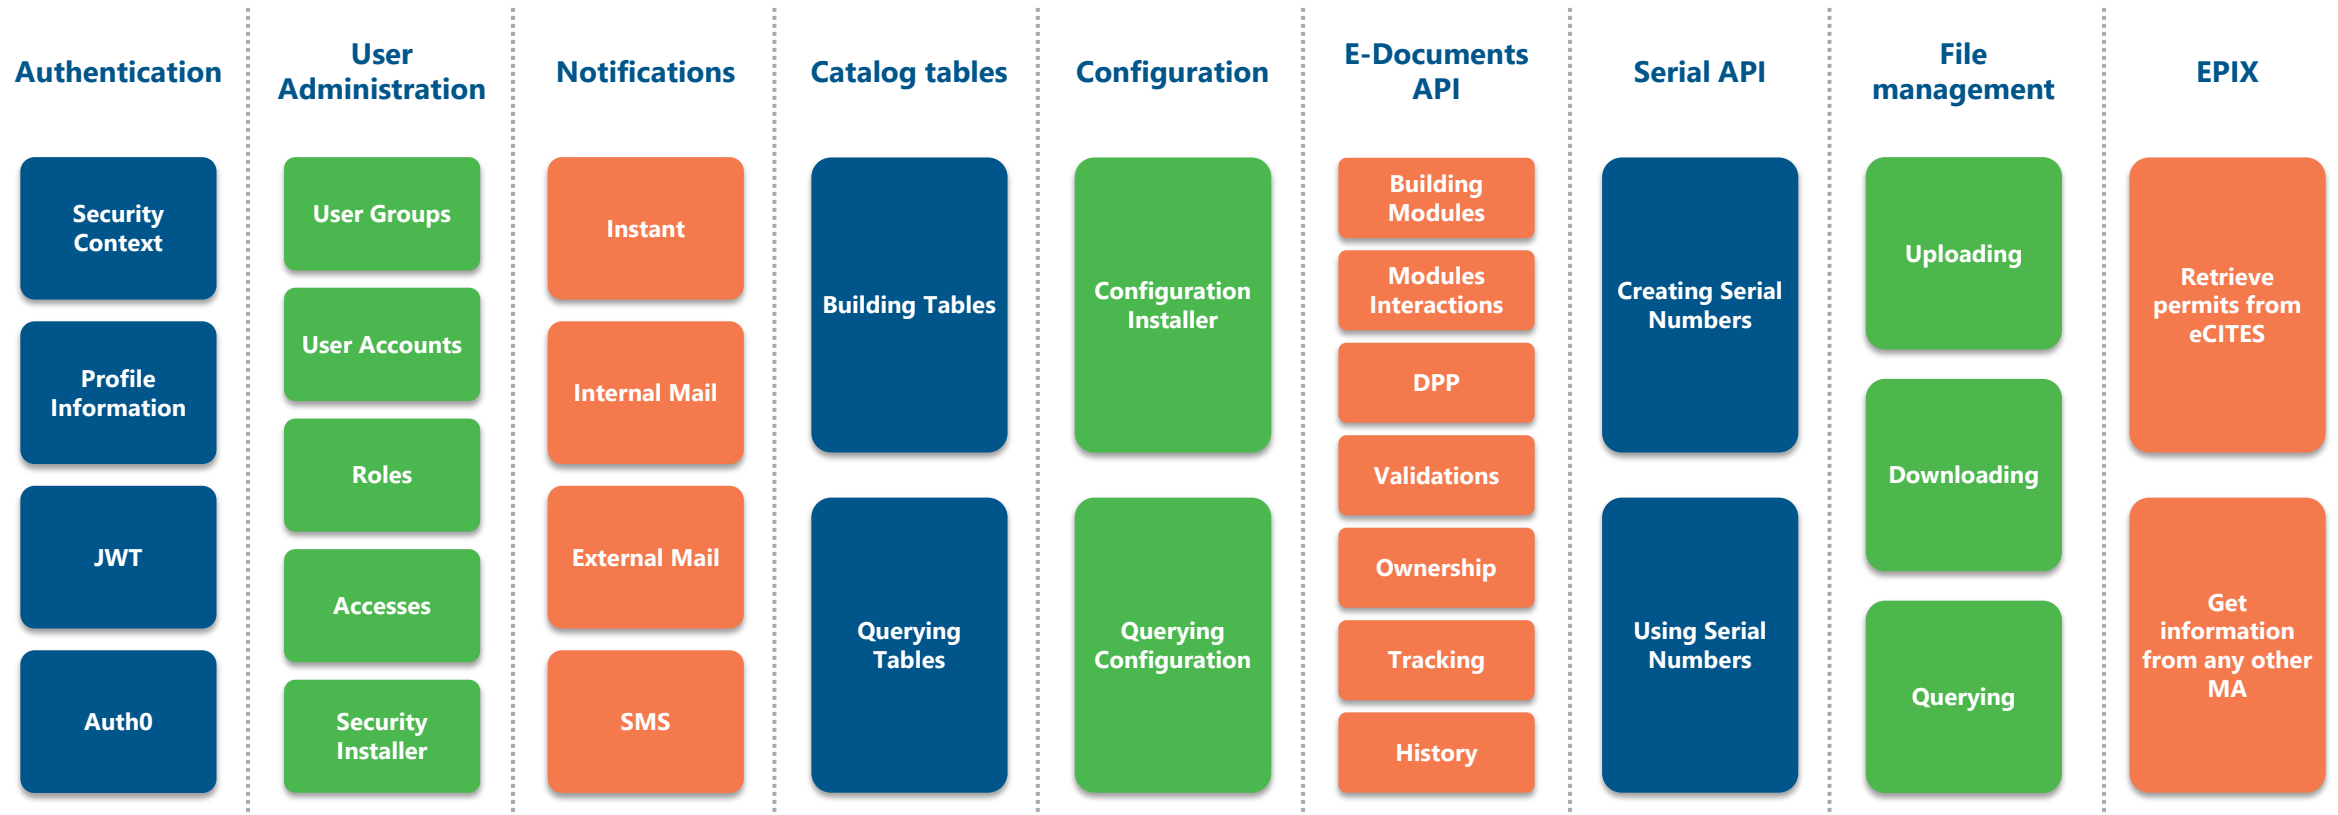 Authentication
Security
Context
Profile
Information
JWT
Auth0
User
Administration
User Groups
User Accounts
Roles
Accesses
Security
Installer
Notifications
Instant
Internal Mail
External Mail
SMS
Catalog tables
Building Tables
Querying
Tables
Configuration
Configuration
Installer
Querying
Configuration
E-Documents
API
Building
Modules
Modules
Interactions
DPP
Validations
Ownership
Tracking
History
Serial API
Creating Serial
Numbers
Using Serial
Numbers
File
management
Uploading
Downloading
Querying
EPIX
Retrieve
permits from
eCITES
Get
information
from any other
MA